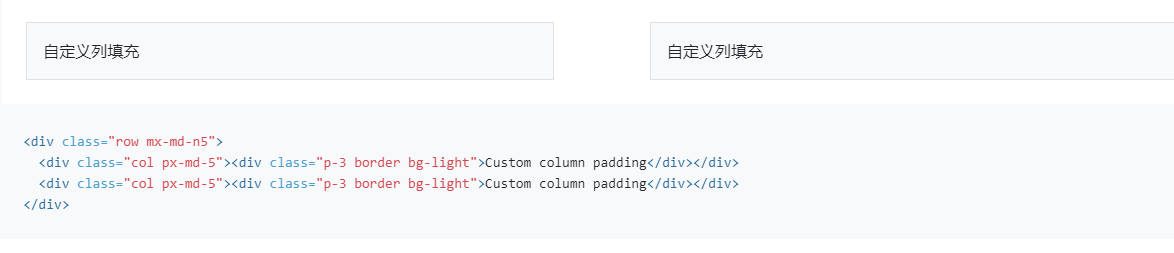 自定义列填充 自定义列填充
<div class="row mx-md-n5">
  <div class="col px-md-5"><div class="p-3 border bg-light">Custom column padding</div></div>
  <div class="col px-md-5"><div class="p-3 border bg-light">Custom column padding</div></div>
</div>